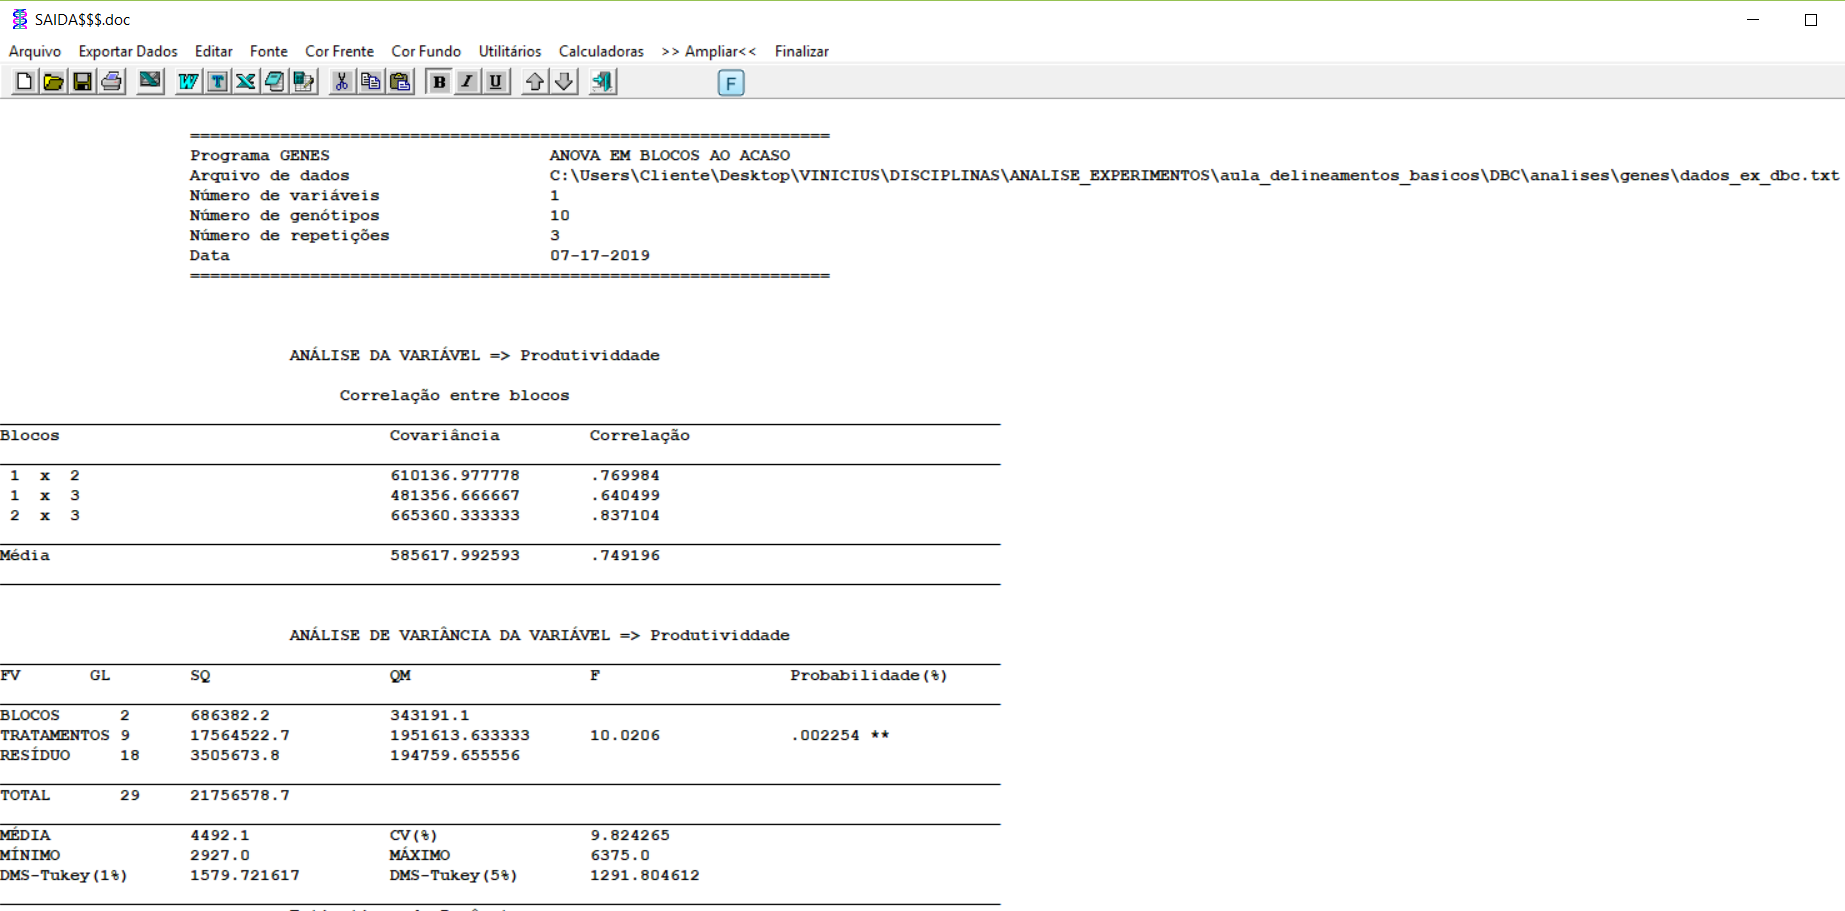 SAIDA$$$.doc
Arquivo Exportar Dados Editar Fonte Cor Frente Cor Fundo Utilitários Calculadoras >> Ampliar<< Finalizar
W T X B I U F
================================================================
Programa GENES ANOVA EM BLOCOS AO ACASO
Arquivo de dados C:\Users\Cliente\Desktop\VINICIUS\DISCIPLINAS\ANALISE_EXPERIMENTOS\aula_delineamentos_basicos\DBC\analises\genes\dados_ex_dbc.txt
Número de variáveis 1
Número de genótipos 10
Número de repetições 3
Data 07-17-2019
================================================================
ANÁLISE DA VARIÁVEL => Produtividdade
Correlação entre blocos
Blocos Covariância Correlação
1 x 2 610136.977778 .769984
1 x 3 481356.666667 .640499
2 x 3 665360.333333 .837104
Média 585617.992593 .749196
ANÁLISE DE VARIÂNCIA DA VARIÁVEL => Produtividdade
FV GL SQ QM F Probabilidade(%)
BLOCOS 2 686382.2 343191.1
TRATAMENTOS 9 17564522.7 1951613.633333 10.0206 .002254 **
RESÍDUO 18 3505673.8 194759.655556
TOTAL 29 21756578.7
MÉDIA 4492.1 CV(%) 9.824265
MÍNIMO 2927.0 MÁXIMO 6375.0
DMS-Tukey(1%) 1579.721617 DMS-Tukey(5%) 1291.804612